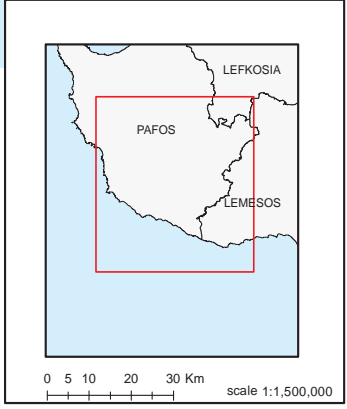 LEFKOSIA
PAFOS
LEMESOS
0 5 10 20 30 Km
scale 1:1,500,000